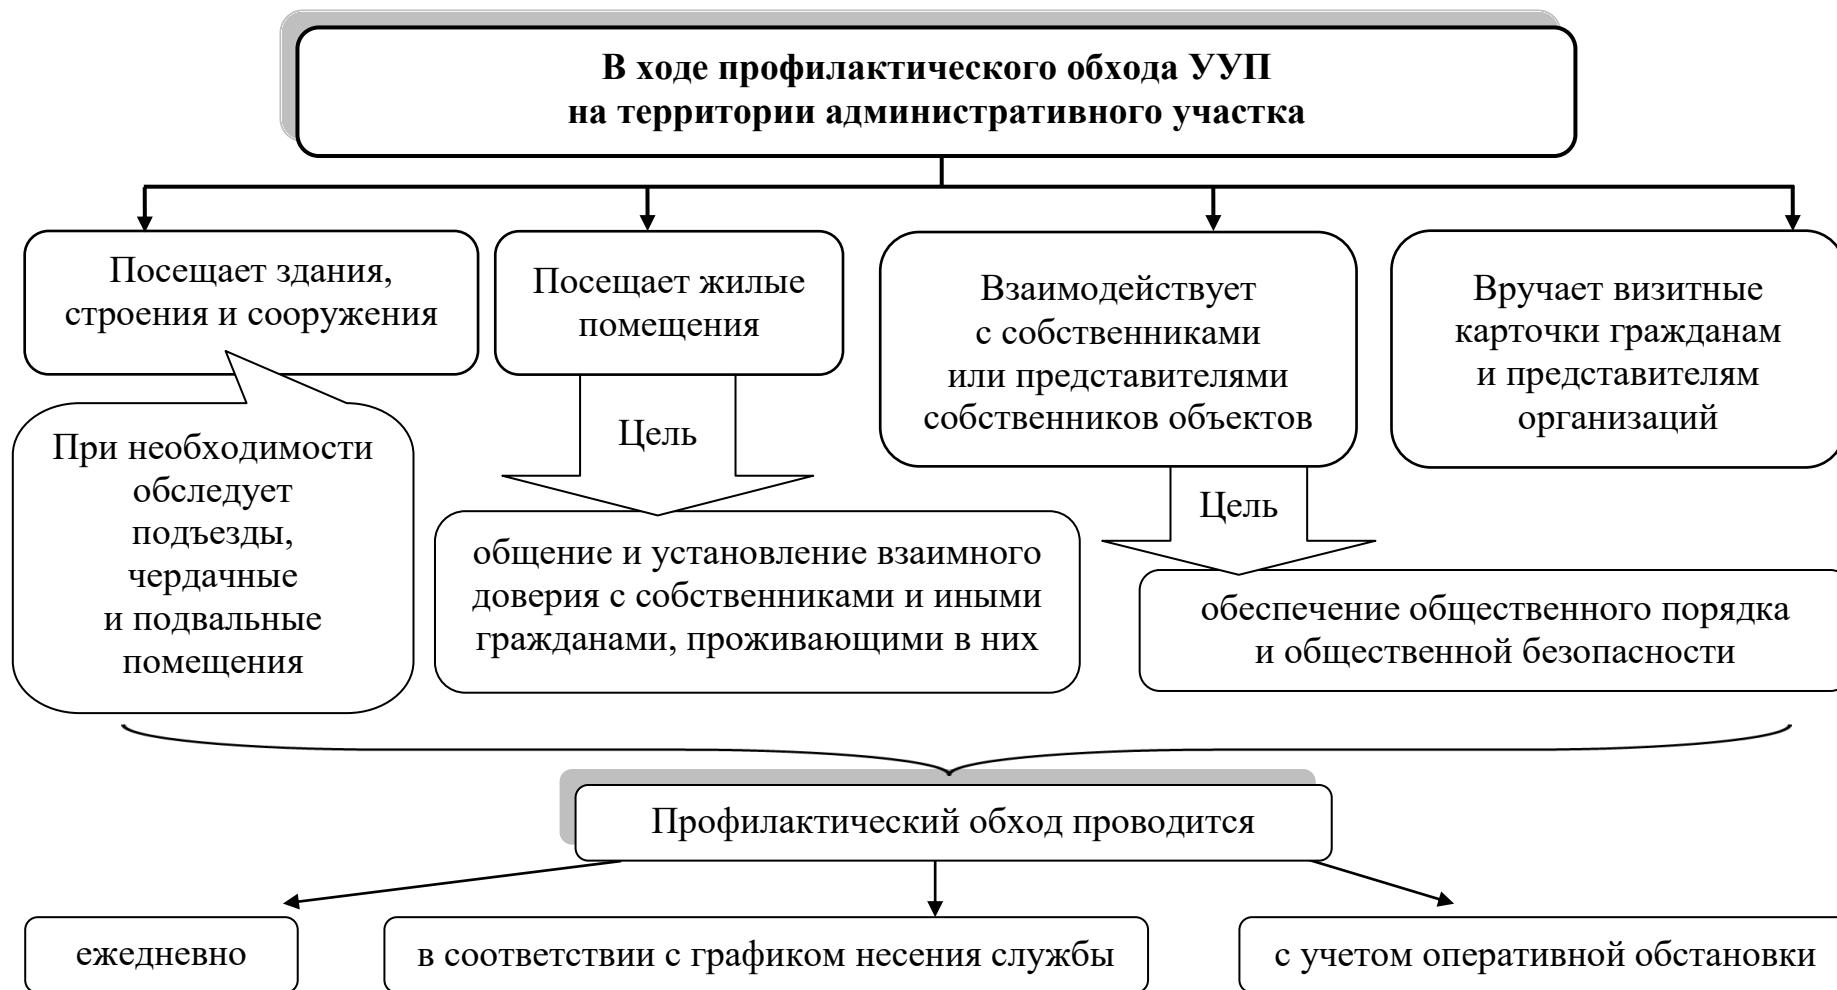 В ходе профилактического обхода УУП
на территории административного участка
Посещает здания,
строения и сооружения
Посещает жилые
помещения
Взаимодействует
с собственниками
или представителями
собственников объектов
Вручает визитные
карточки гражданам
и представителям
организаций
При необходимости
обследует
подъезды,
чердачные
и подвальные
помещения
Цель
общение и установление взаимного
доверия с собственниками и иными
гражданами, проживающими в них
Цель
обеспечение общественного порядка
и общественной безопасности
Профилактический обход проводится
ежедневно
в соответствии с графиком несения службы
с учетом оперативной обстановки